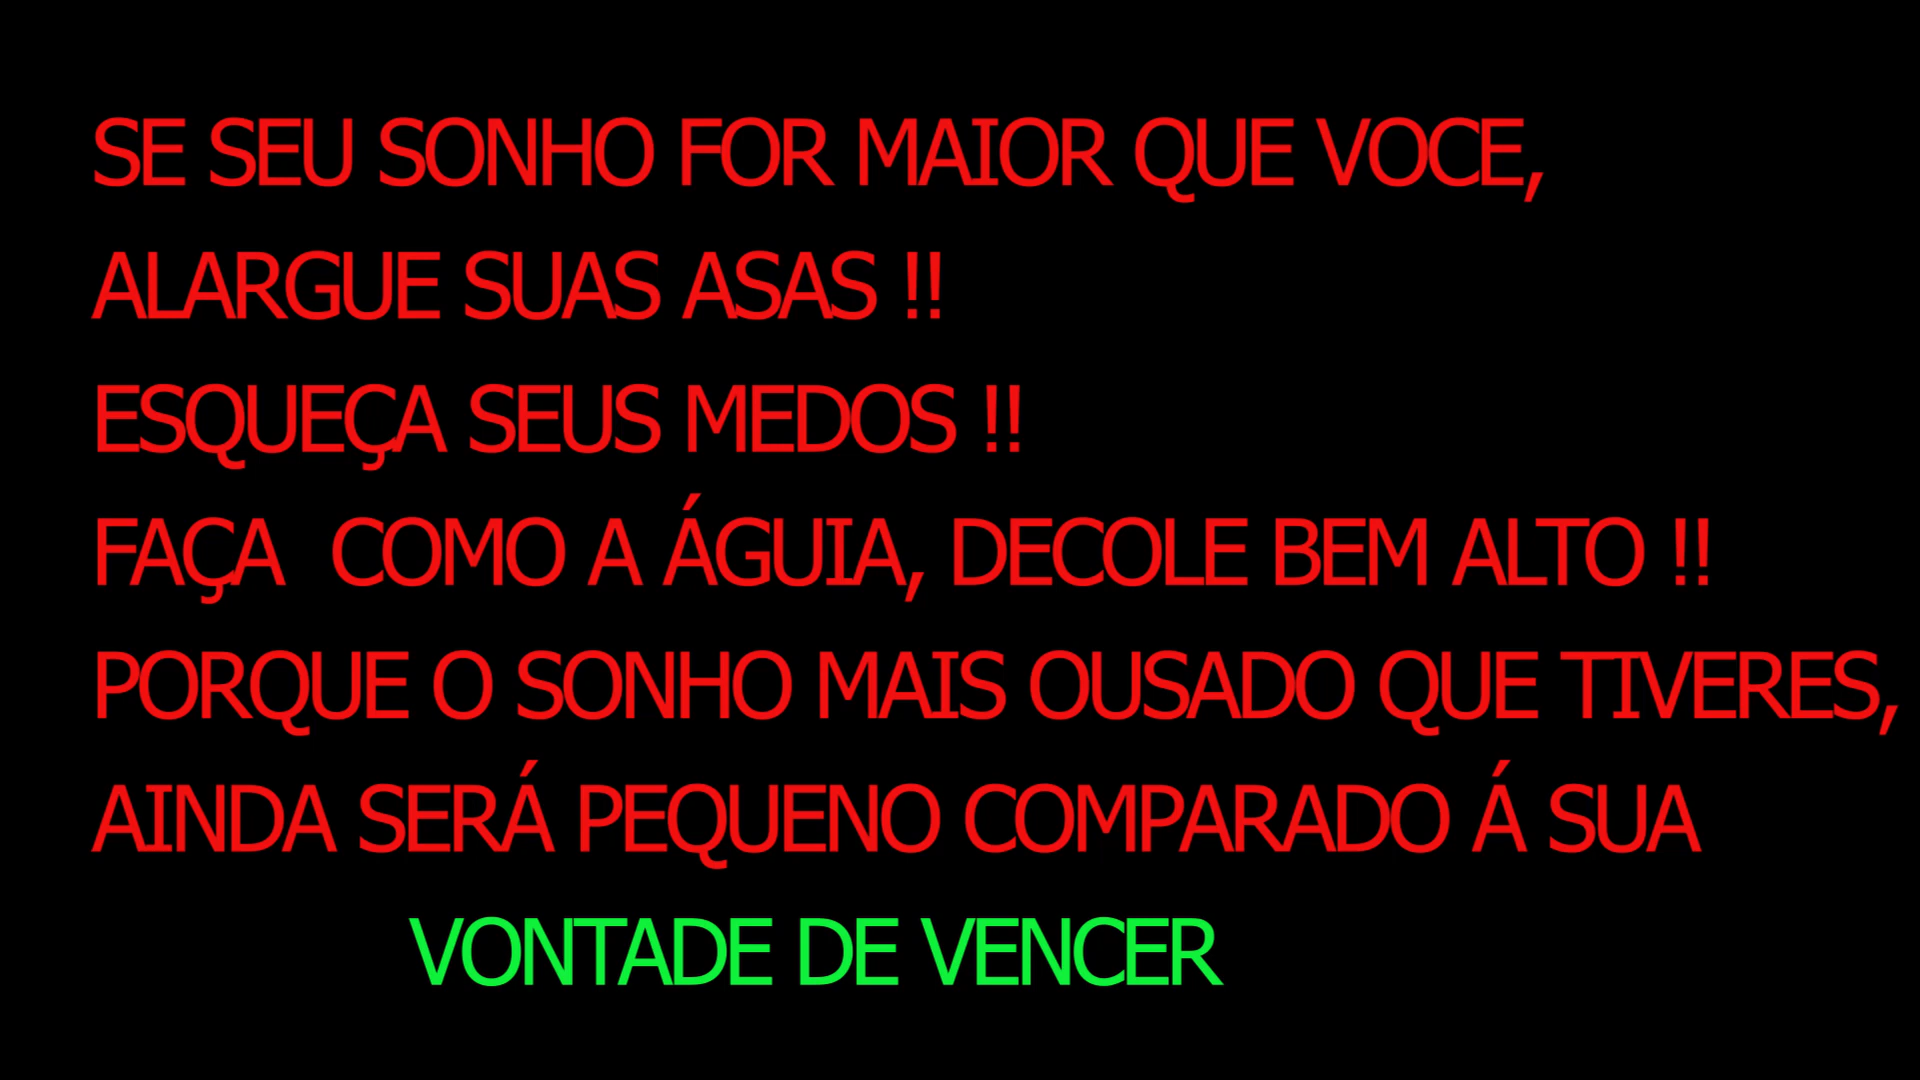 SE SEU SONHO FOR MAIOR QUE VOCE,
ALARGUE SUAS ASAS !!
ESQUEÇA SEUS MEDOS !!
FAÇA  COMO A ÁGUIA, DECOLE BEM ALTO !!
PORQUE O SONHO MAIS OUSADO QUE TIVERES,
AINDA SERÁ PEQUENO COMPARADO Á SUA
VONTADE DE VENCER